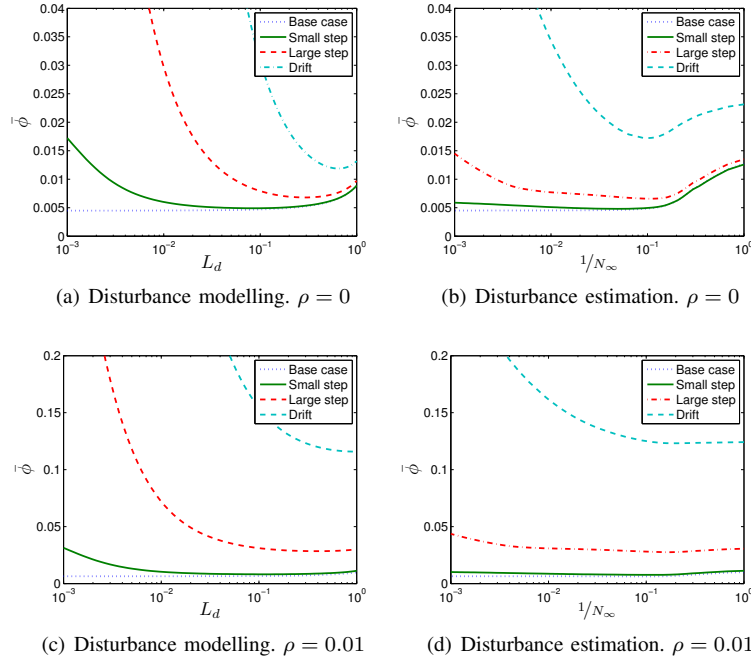 0.04
0.035
0.03
0.025
0.02
0.015
0.01
0.005
0
ϕ̄
Base case
Small step
Large step
Drift
10⁻³ 10⁻² 10⁻¹ 10⁰
L_d
(a) Disturbance modelling. ρ = 0
0.04
0.035
0.03
0.025
0.02
0.015
0.01
0.005
0
ϕ̄
Base case
Small step
Large step
Drift
10⁻³ 10⁻² 10⁻¹ 10⁰
1/N_∞
(b) Disturbance estimation. ρ = 0
0.2
0.15
0.1
0.05
0
ϕ̄
Base case
Small step
Large step
Drift
10⁻³ 10⁻² 10⁻¹ 10⁰
L_d
(c) Disturbance modelling. ρ = 0.01
0.2
0.15
0.1
0.05
0
ϕ̄
Base case
Small step
Large step
Drift
10⁻³ 10⁻² 10⁻¹ 10⁰
1/N_∞
(d) Disturbance estimation. ρ = 0.01